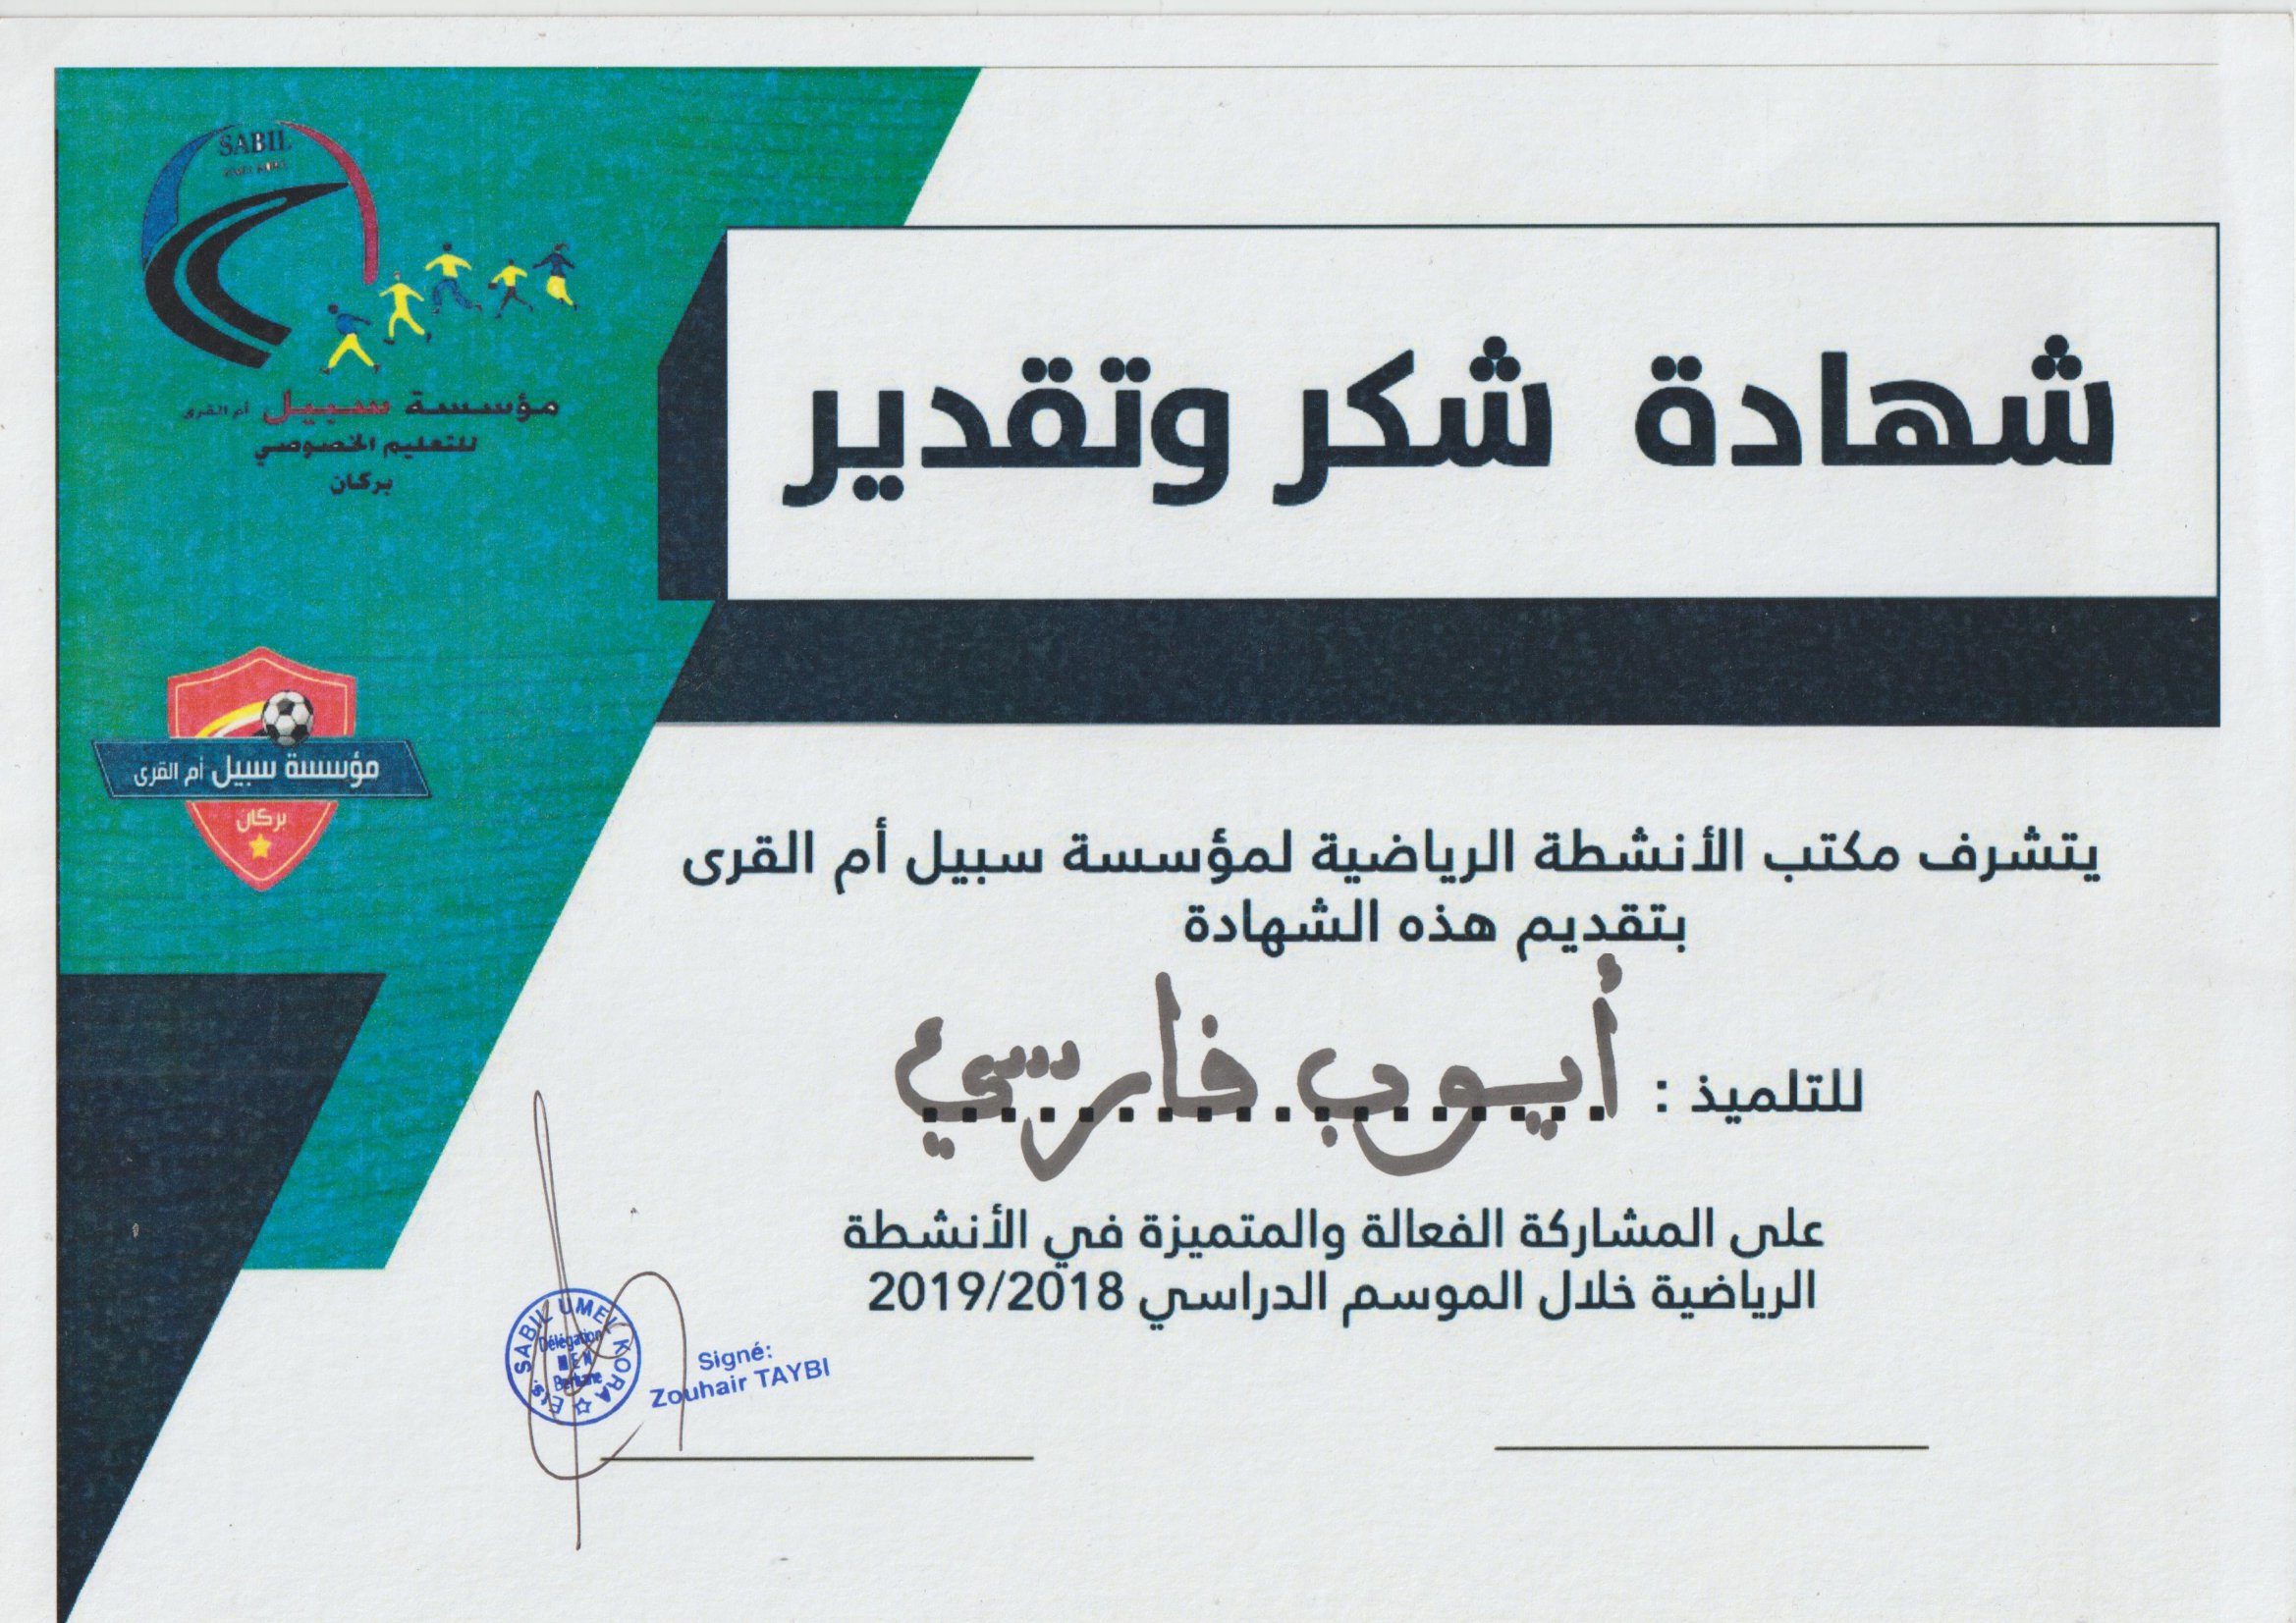 SABIL
مؤسسة سبيل أم القرى
للتعليم الخصوصي
بركان
شهادة شكر وتقدير
مؤسسة سبيل أم القرى
بركان
يتشرف مكتب الأنشطة الرياضية لمؤسسة سبيل أم القرى
بتقديم هذه الشهادة
للتلميذ : أيوب فارسي
على المشاركة الفعالة والمتميزة في الأنشطة
الرياضية خلال الموسم الدراسي 2019/2018
E.S. SABIL UMEL KORA
Délégation
MEN
Berkane
Signé:
Zouhair TAYBI